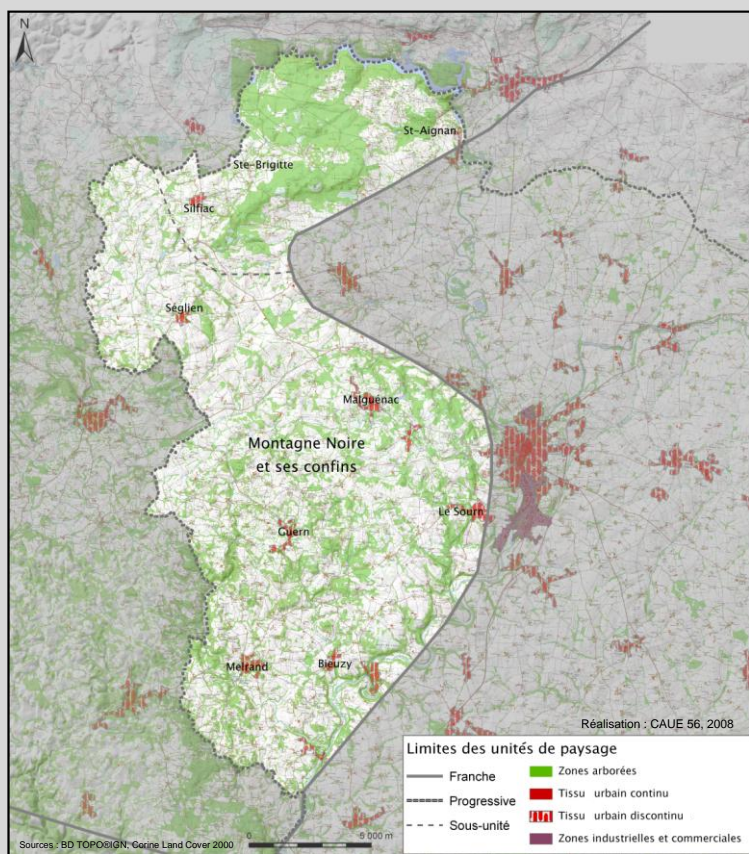 N
St-Aignan
Ste-Brigitte
Silfiac
Séglien
Malguénac
Montagne Noire
et ses confins
Le Sourn
Guern
Melrand
Bieuzy
Réalisation : CAUE 56, 2008
Limites des unités de paysage
Franche
Progressive
Sous-unité
Zones arborées
Tissu urbain continu
Tissu urbain discontinu
Zones industrielles et commerciales
Sources : BD TOPO®IGN, Corine Land Cover 2000
0 5 000 m